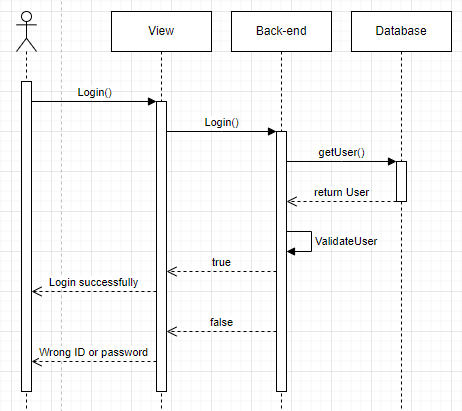 View
Back-end
Database
Login()
Login()
getUser()
return User
ValidateUser
true
Login successfully
false
Wrong ID or password